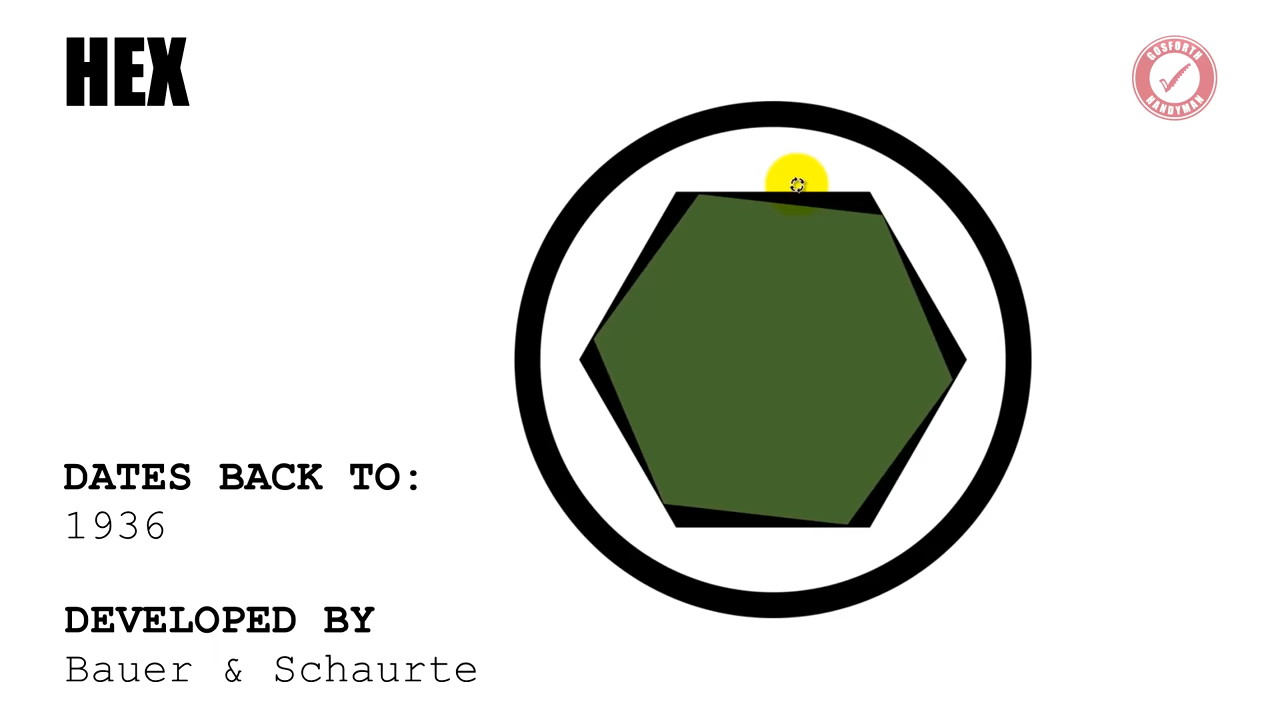 HEX
GOSFORTH
HANDYMAN
DATES BACK TO:
1936
DEVELOPED BY
Bauer & Schaurte